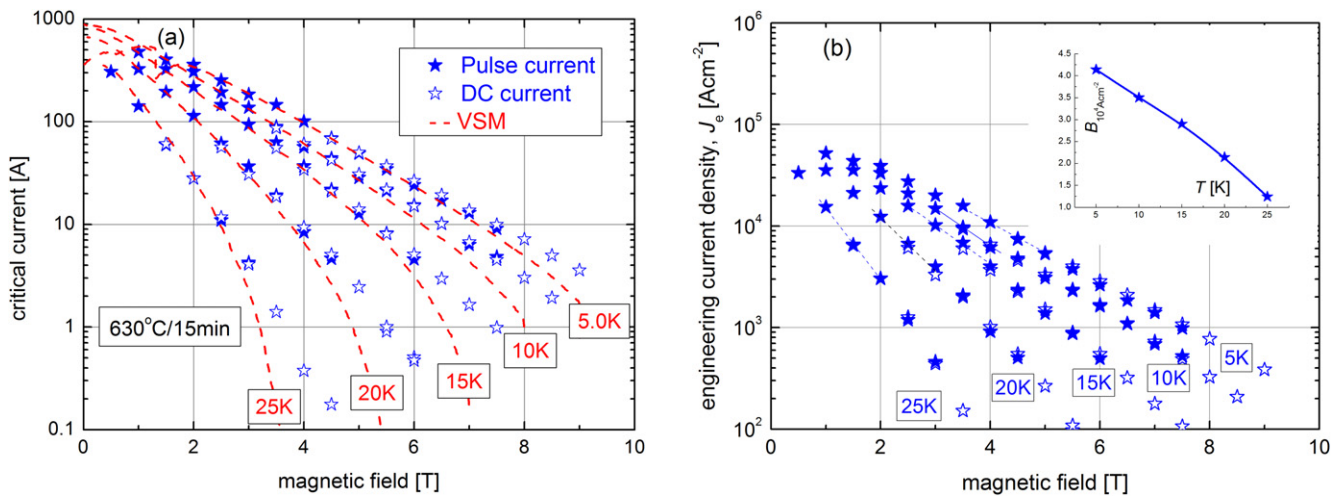 (a)
critical current [A]
1000
100
10
1
0.1
Pulse current
DC current
VSM
630°C/15min
25K
20K
15K
10K
5.0K
0
2
4
6
8
10
magnetic field [T]
(b)
engineering current density, Je [Acm-2]
10^6
10^5
10^4
10^3
10^2
B10^4Acm-2
4.5
4.0
3.5
3.0
2.5
2.0
1.5
1.0
T [K]
5
10
15
20
25
25K
20K
15K
10K
5K
0
2
4
6
8
10
magnetic field [T]